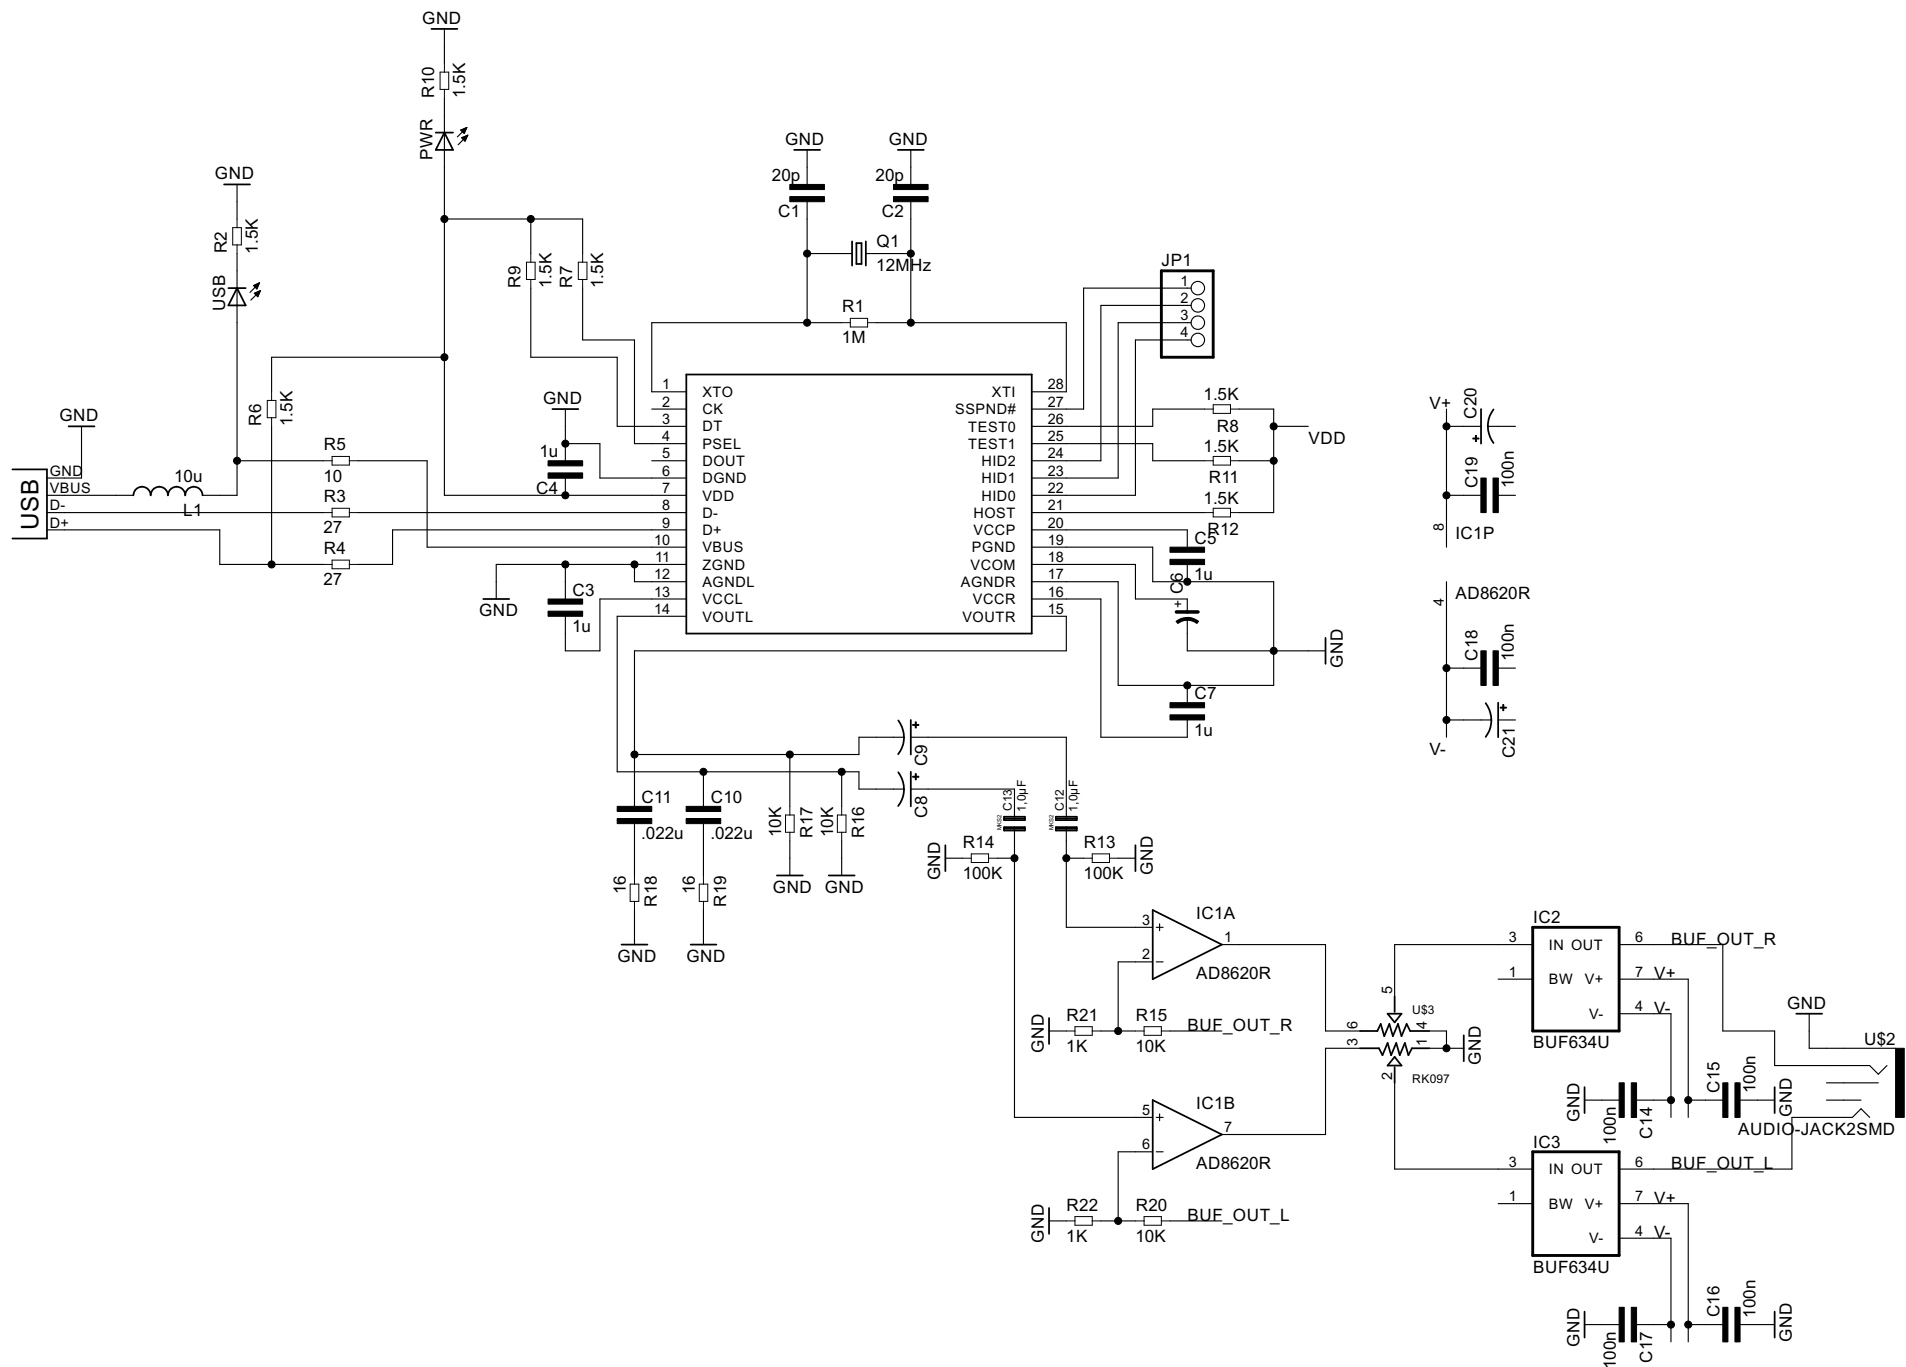 GND
R10
1.5K
PWR
GND
R2
1.5K
USB
R9
1.5K
R7
1.5K
GND
20p
C1
GND
20p
C2
Q1
12MHz
R1
1M
JP1
1
2
3
4
R6
1.5K
GND
USB
GND
VBUS
D-
D+
10u
L1
R5
10
R3
27
R4
27
GND
1u
C4
GND
C3
1u
1 XTO
2 CK
3 DT
4 PSEL
5 DOUT
6 DGND
7 VDD
8 D-
9 D+
10 VBUS
11 ZGND
12 AGNDL
13 VCCL
14 VOUTL
XTI 28
SSPND# 27
TEST0 26
TEST1 25
HID2 24
HID1 23
HID0 22
HOST 21
VCCP 20
PGND 19
VCOM 18
AGNDR 17
VCCR 16
VOUTR 15
1.5K
R8
1.5K
R11
1.5K
R12
VDD
C5
1u
C6
GND
C7
1u
V+
C20
C19
100n
8
IC1P
4
AD8620R
C18
100n
V-
C21
C9
C8
C11
.022u
C10
.022u
10K
R17
10K
R16
GND
GND
16
R18
16
R19
GND
GND
C13
1,0µF
C12
1,0µF
GND
R14
100K
R13
100K
GND
IC1A
3
2
1
AD8620R
GND
R21
1K
R15
10K
BUF_OUT_R
IC1B
5
6
7
AD8620R
GND
R22
1K
R20
10K
BUF_OUT_L
5
U$3
6
4
3
1
GND
2
RK097
IC2
3 IN OUT 6 BUF_OUT_R
1 BW V+ 7 V+
V- 4 V-
BUF634U
GND
100n
C14
C15
100n
GND
GND
U$2
AUDIO-JACK2SMD
IC3
3 IN OUT 6 BUF_OUT_L
1 BW V+ 7 V+
V- 4 V-
BUF634U
GND
100n
C17
C16
100n
GND